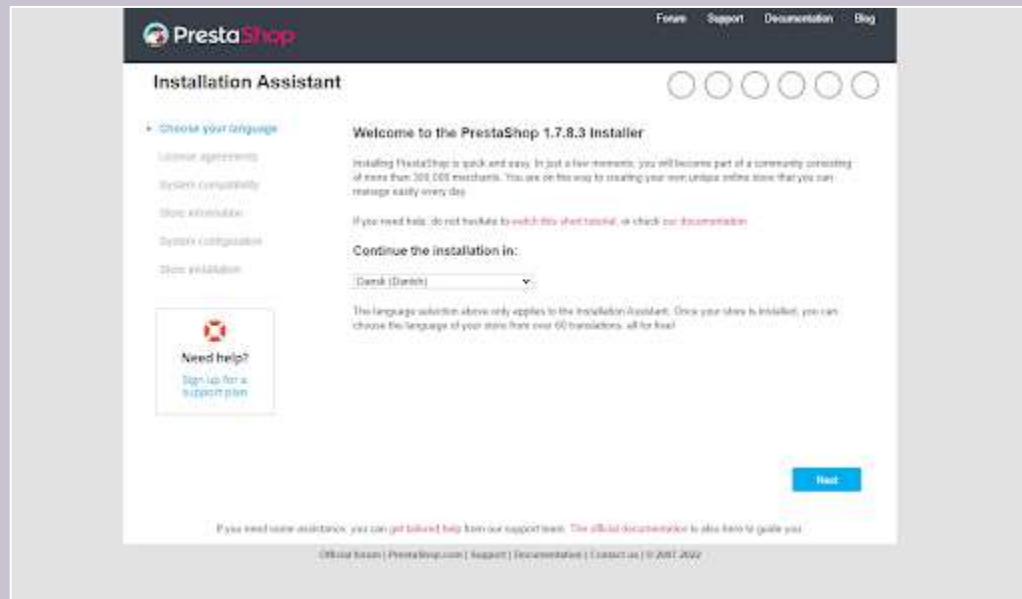 PrestaShop
Forum Support Documentation Blog
Installation Assistant
Choose your language
License agreements
System compatibility
Store information
System configuration
Store installation
Welcome to the PrestaShop 1.7.8.3 Installer
Installing PrestaShop is quick and easy. In just a few moments, you will become part of a community consisting
of more than 300,000 merchants. You are on the way to creating your own unique online store that you can
manage easily every day.
If you need help, do not hesitate to watch this short tutorial, or check our documentation.
Continue the installation in:
Dansk (Danish)
The language selection above only applies to the Installation Assistant. Once your store is installed, you can
choose the language of your store from over 60 translations, all for free!
Need help?
Sign up for a
support plan
Next
If you need some assistance, you can get tailored help from our support team. The official documentation is also here to guide you.
Official forum | PrestaShop.com | Support | Documentation | Contact us | © 2007-2022